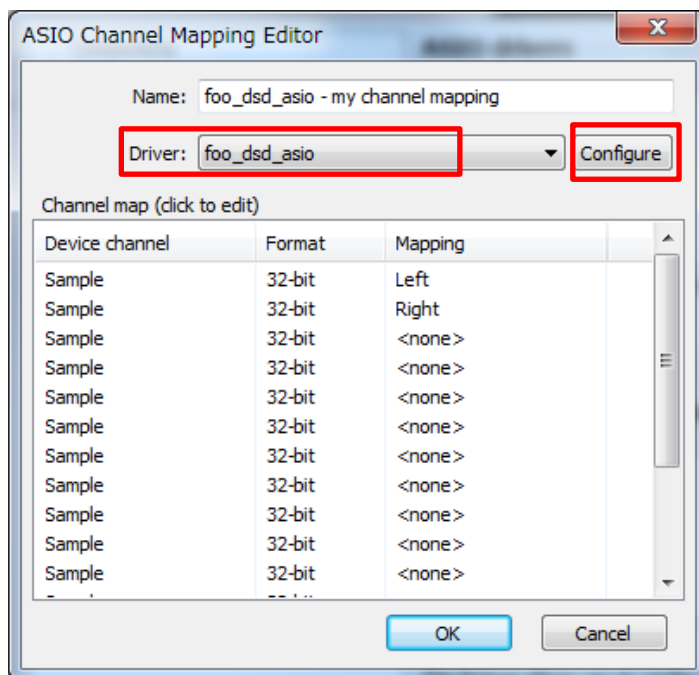 ASIO Channel Mapping Editor
Name: foo_dsd_asio - my channel mapping
Driver: foo_dsd_asio Configure
Channel map (click to edit)
Device channel Format Mapping
Sample 32-bit Left
Sample 32-bit Right
Sample 32-bit <none>
Sample 32-bit <none>
Sample 32-bit <none>
Sample 32-bit <none>
Sample 32-bit <none>
Sample 32-bit <none>
Sample 32-bit <none>
Sample 32-bit <none>
Sample 32-bit <none>
OK Cancel